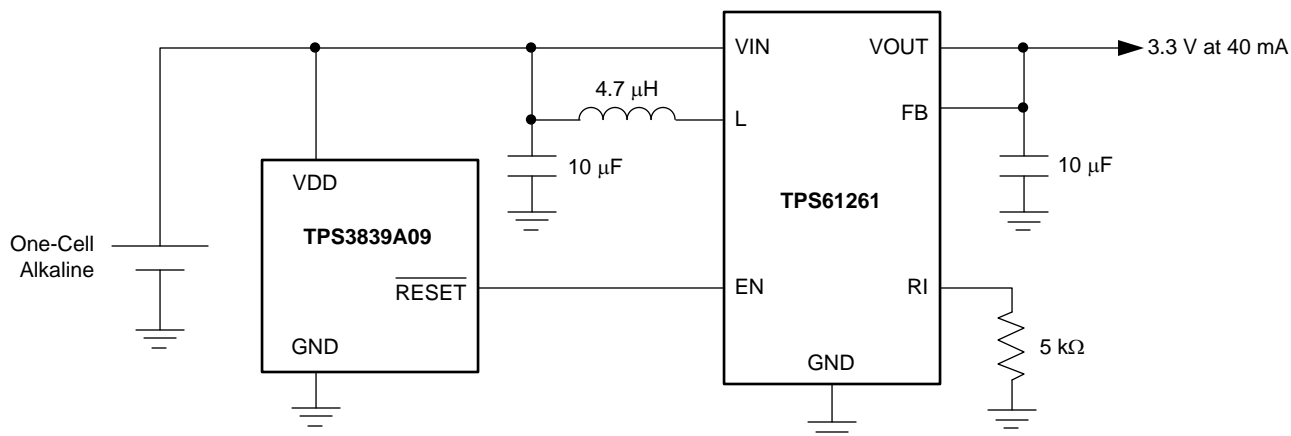 VIN
VOUT
3.3 V at 40 mA
4.7 μH
L
FB
10 μF
10 μF
VDD
TPS61261
TPS3839A09
One-Cell
Alkaline
RESET
EN
RI
GND
5 kΩ
GND